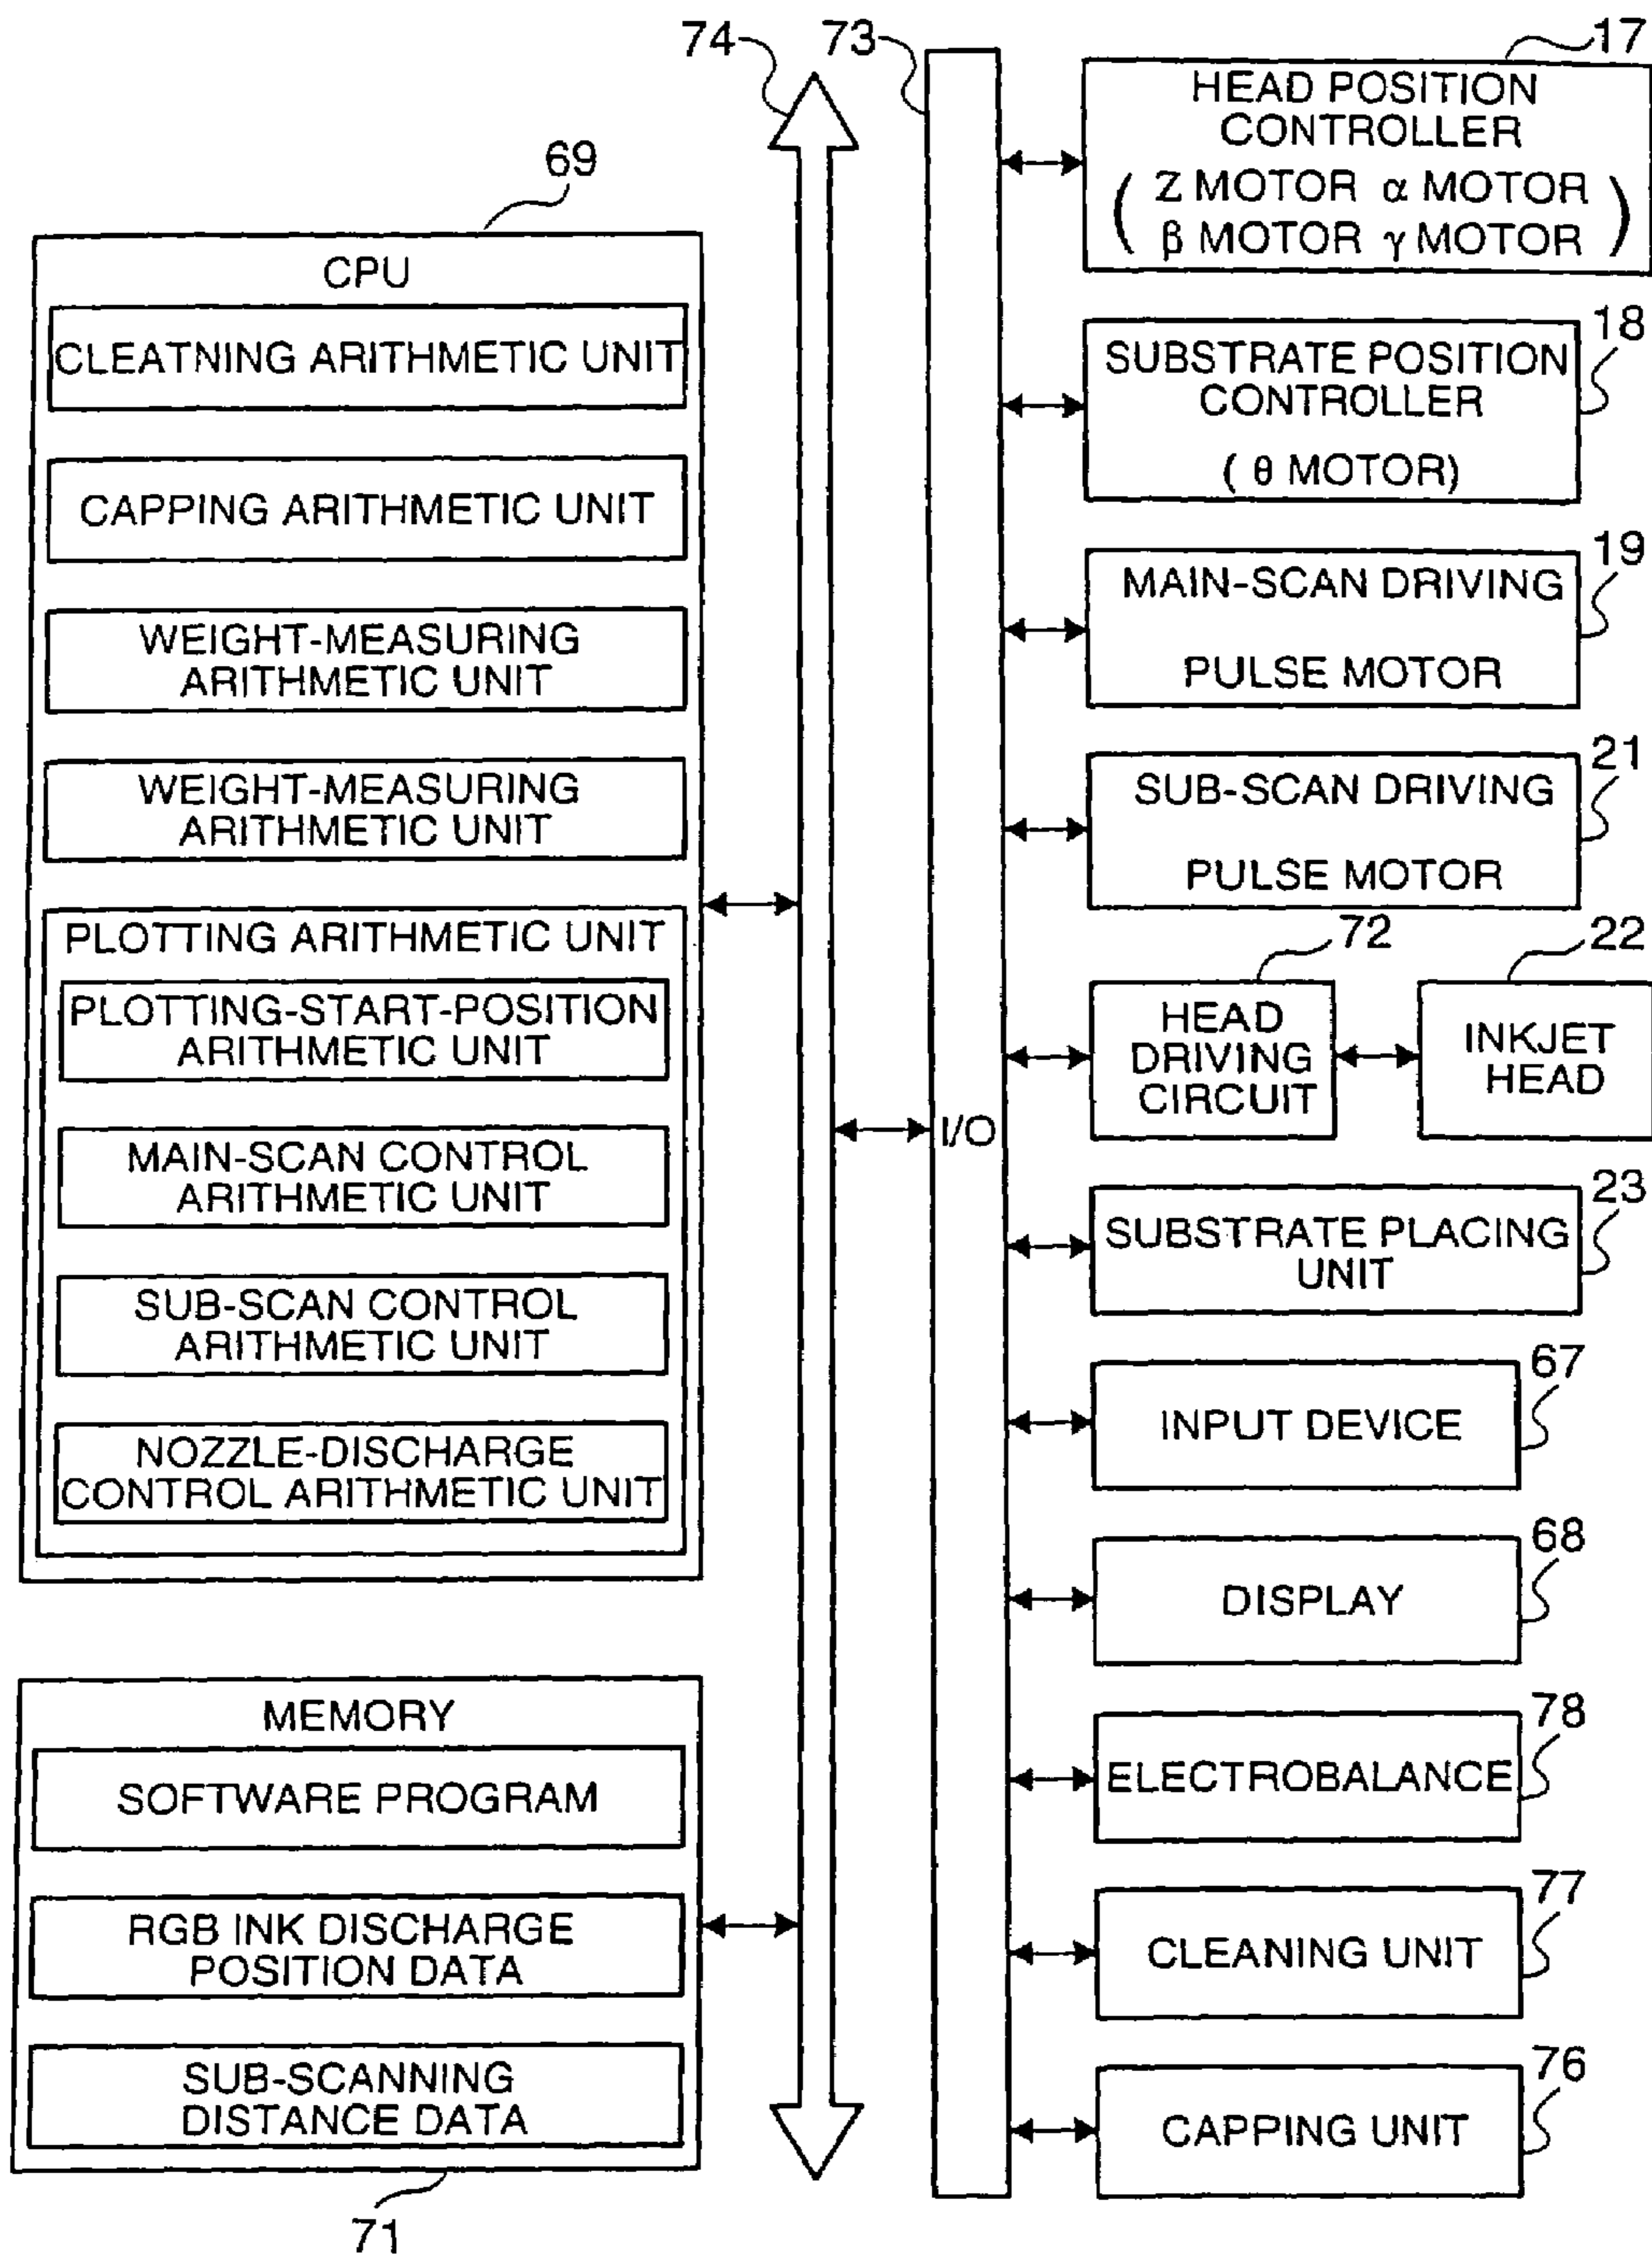 74
73
17
HEAD POSITION
CONTROLLER
( Z MOTOR α MOTOR
β MOTOR γ MOTOR )
69
CPU
CLEATNING ARITHMETIC UNIT
CAPPING ARITHMETIC UNIT
WEIGHT-MEASURING
ARITHMETIC UNIT
WEIGHT-MEASURING
ARITHMETIC UNIT
PLOTTING ARITHMETIC UNIT
PLOTTING-START-POSITION
ARITHMETIC UNIT
MAIN-SCAN CONTROL
ARITHMETIC UNIT
SUB-SCAN CONTROL
ARITHMETIC UNIT
NOZZLE-DISCHARGE
CONTROL ARITHMETIC UNIT
MEMORY
SOFTWARE PROGRAM
RGB INK DISCHARGE
POSITION DATA
SUB-SCANNING
DISTANCE DATA
71
I/O
18
SUBSTRATE POSITION
CONTROLLER
( θ MOTOR)
19
MAIN-SCAN DRIVING
PULSE MOTOR
21
SUB-SCAN DRIVING
PULSE MOTOR
72
HEAD
DRIVING
CIRCUIT
22
INKJET
HEAD
23
SUBSTRATE PLACING
UNIT
67
INPUT DEVICE
68
DISPLAY
78
ELECTROBALANCE
77
CLEANING UNIT
76
CAPPING UNIT